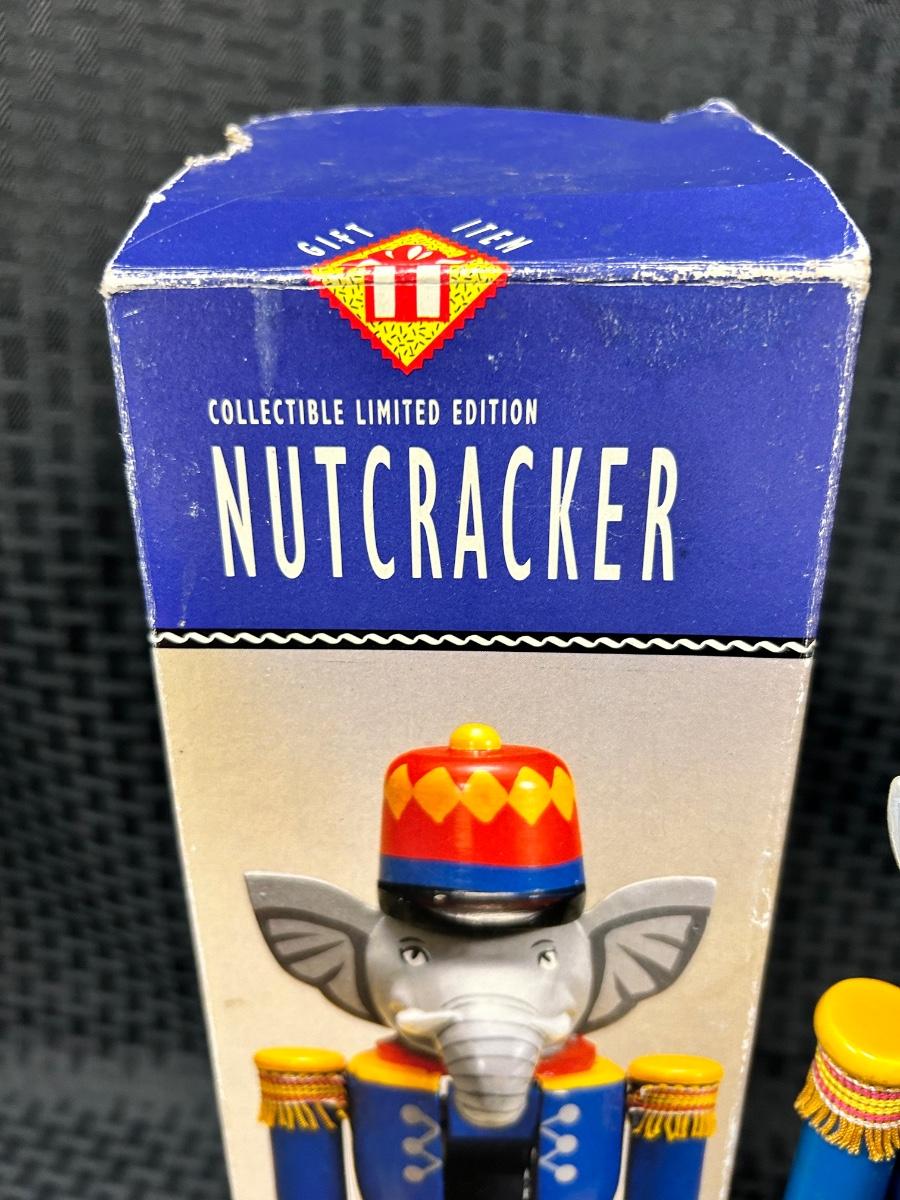 GIFT ITEM
COLLECTIBLE LIMITED EDITION
NUTCRACKER